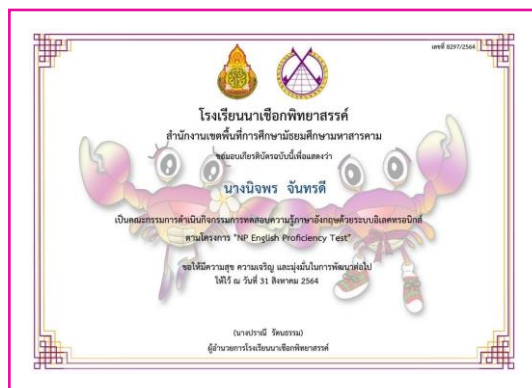 เลขที่ 8297/2564
โรงเรียนนาเชือกพิทยาสรรค์
สำนักงานเขตพื้นที่การศึกษามัธยมศึกษามหาสารคาม
ขอมอบเกียรติบัตรฉบับนี้เพื่อแสดงว่า
นางนิจพร จันทรดี
เป็นคณะกรรมการดำเนินกิจกรรมการทดสอบความรู้ภาษาอังกฤษด้วยระบบอิเลคทรอนิกส์
ตามโครงการ "NP English Proficiency Test"
ขอให้มีความสุข ความเจริญ และมุ่งมั่นในการพัฒนาต่อไป
ให้ไว้ ณ วันที่ 31 สิงหาคม 2564
(นางปราณี รัตนธรรม)
ผู้อำนวยการโรงเรียนนาเชือกพิทยาสรรค์